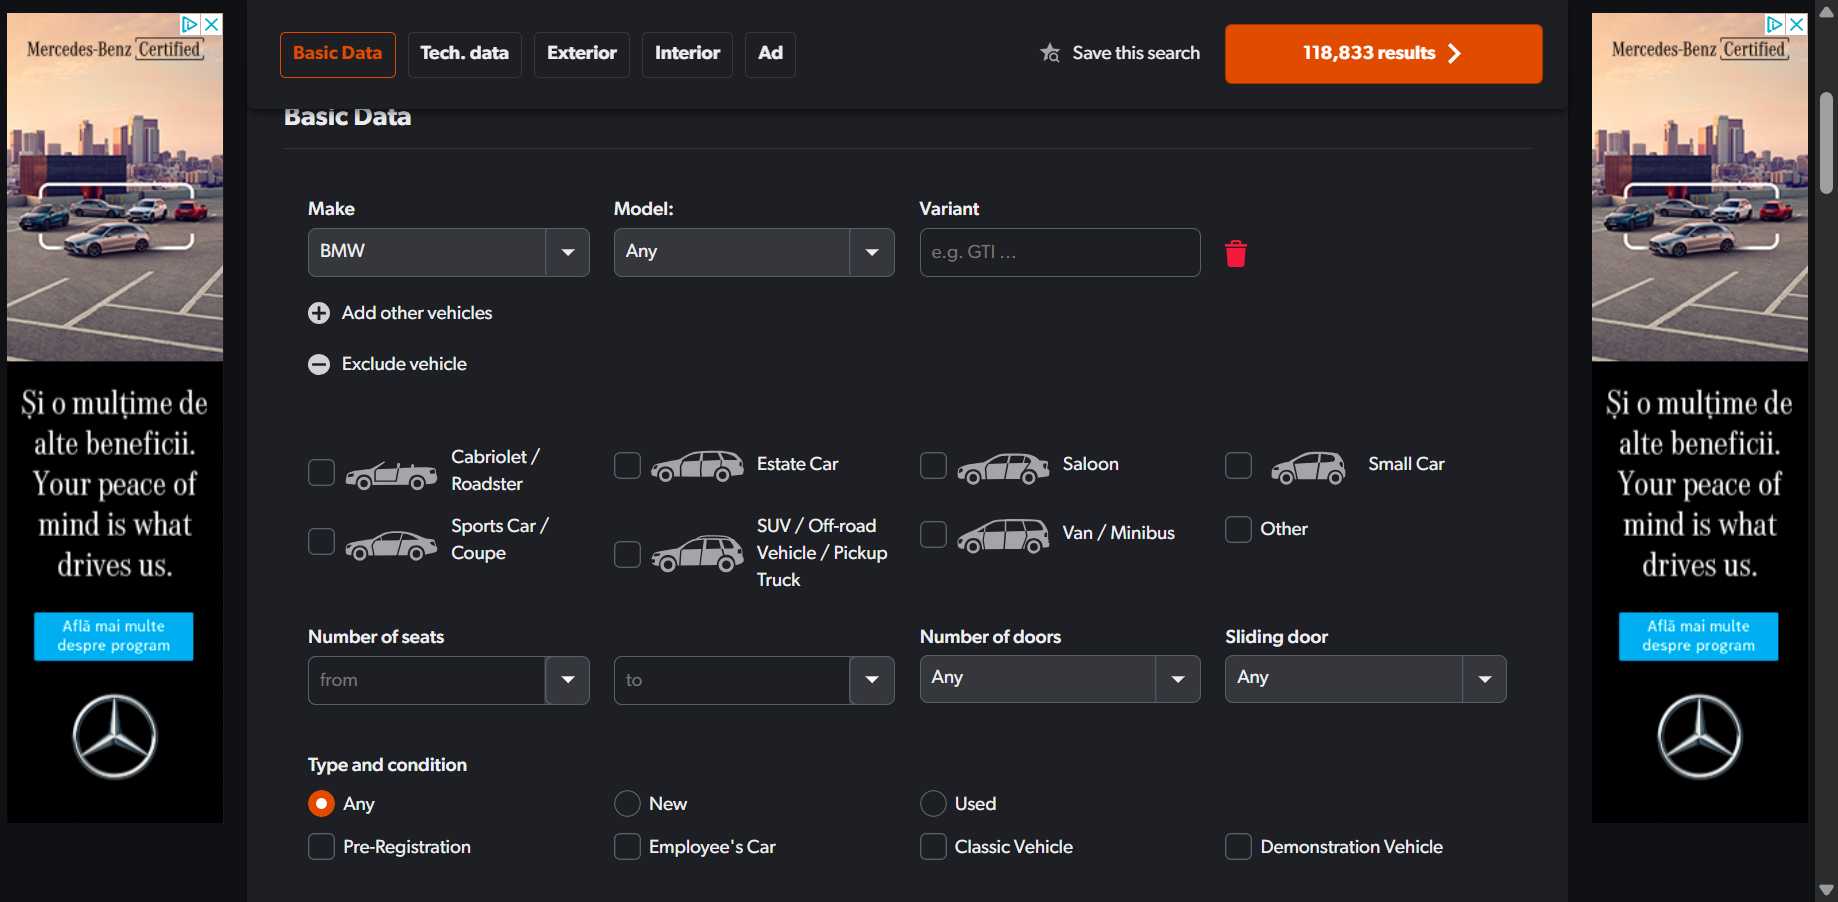 Mercedes-Benz Certified
Și o mulțime de
alte beneficii.
Your peace of
mind is what
drives us.
Află mai multe
despre program
Basic Data
Tech. data
Exterior
Interior
Ad
Save this search
118,833 results
Basic Data
Make
Model:
Variant
BMW
Any
e.g. GTI ...
Add other vehicles
Exclude vehicle
Cabriolet /
Roadster
Estate Car
Saloon
Small Car
Sports Car /
Coupe
SUV / Off-road
Vehicle / Pickup
Truck
Van / Minibus
Other
Number of seats
Number of doors
Sliding door
from
to
Any
Any
Type and condition
Any
New
Used
Pre-Registration
Employee's Car
Classic Vehicle
Demonstration Vehicle
Mercedes-Benz Certified
Și o mulțime de
alte beneficii.
Your peace of
mind is what
drives us.
Află mai multe
despre program